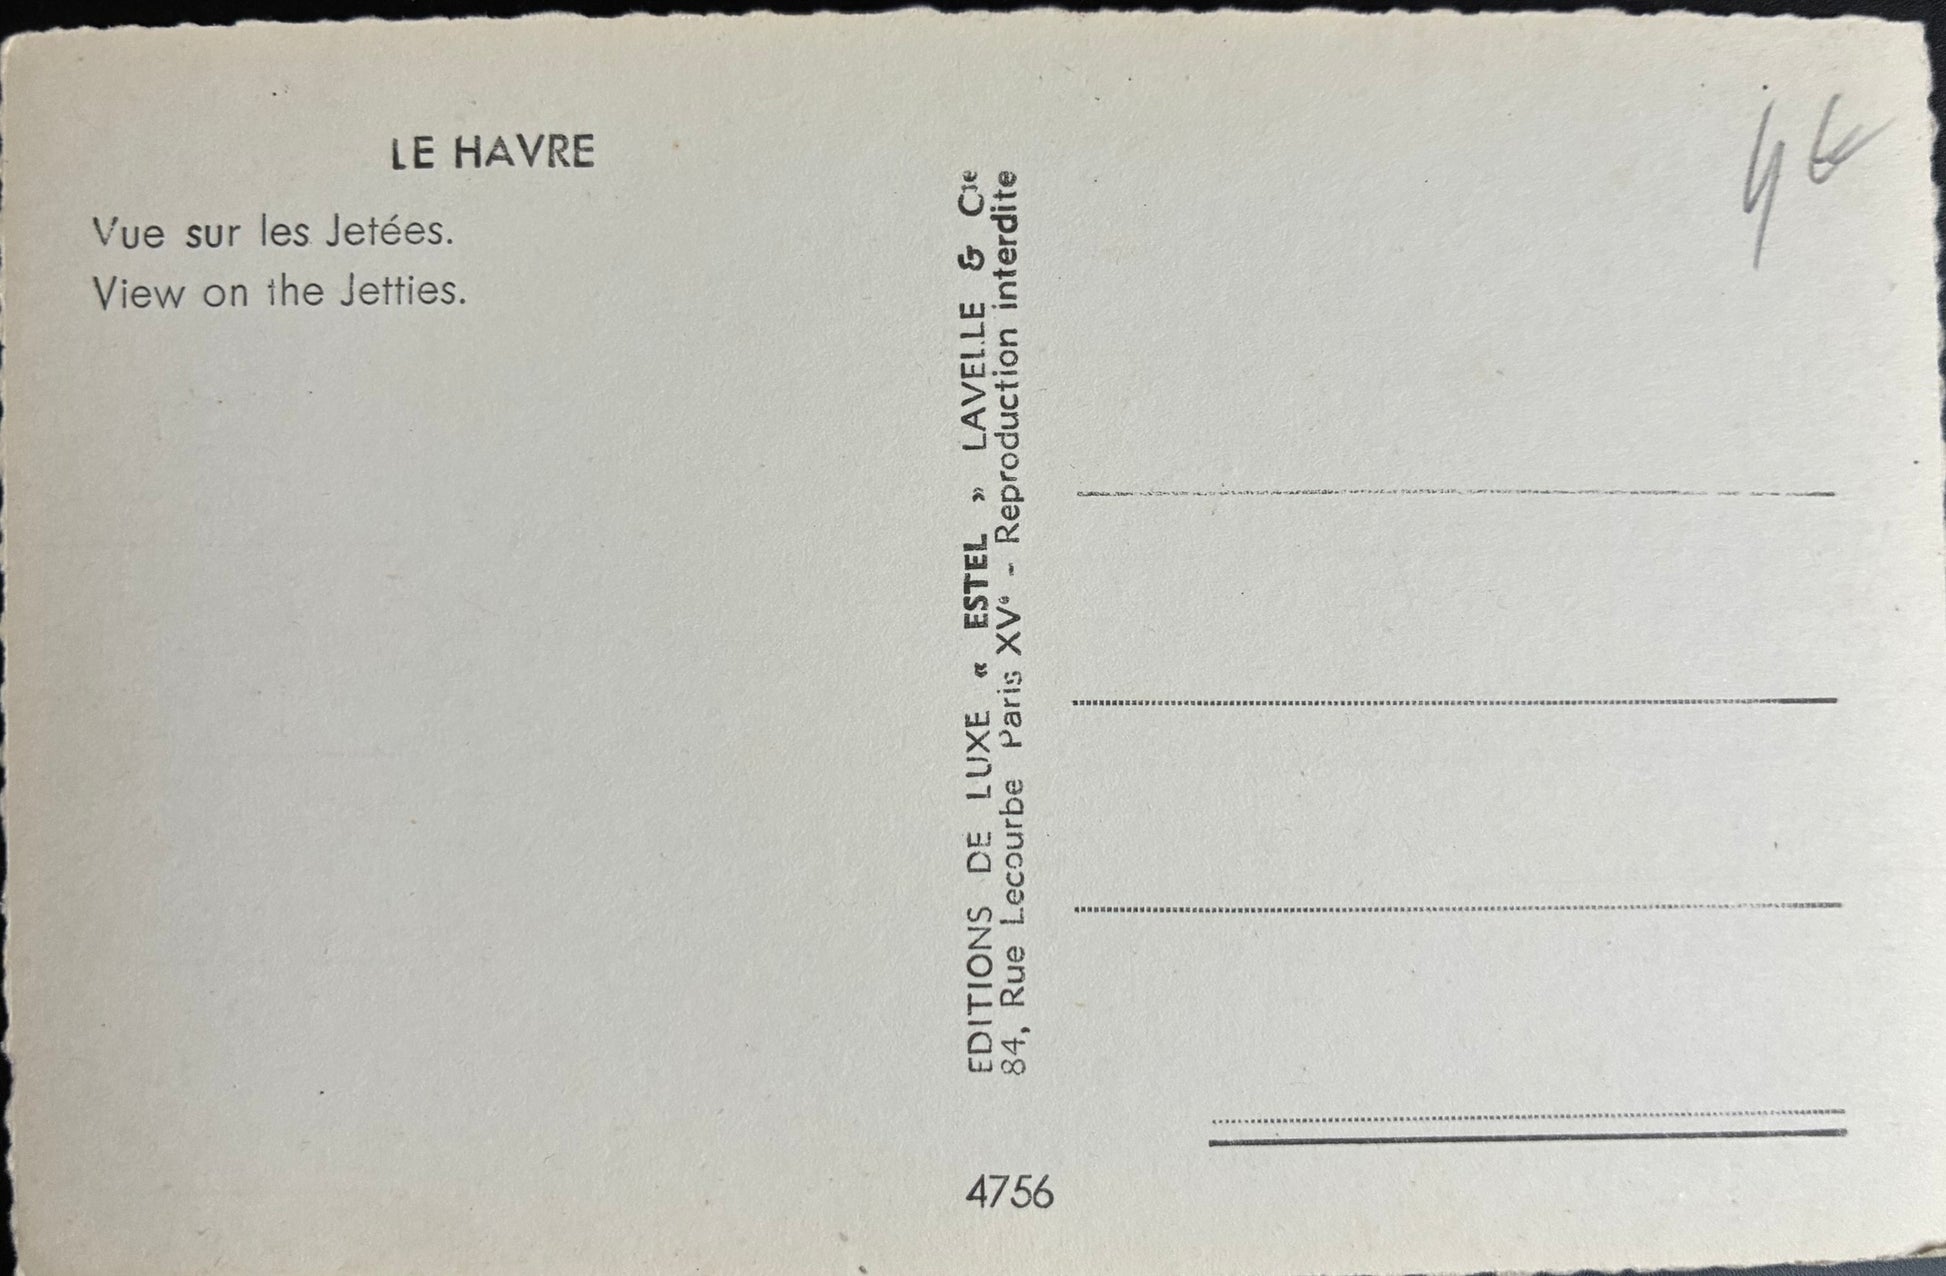 LE HAVRE
Vue sur les Jetées.
View on the Jetties.
EDITIONS DE LUXE « ESTEL » LAVELLE & Cie
84, Rue Lecourbe Paris XVe - Reproduction interdite
4756
4€